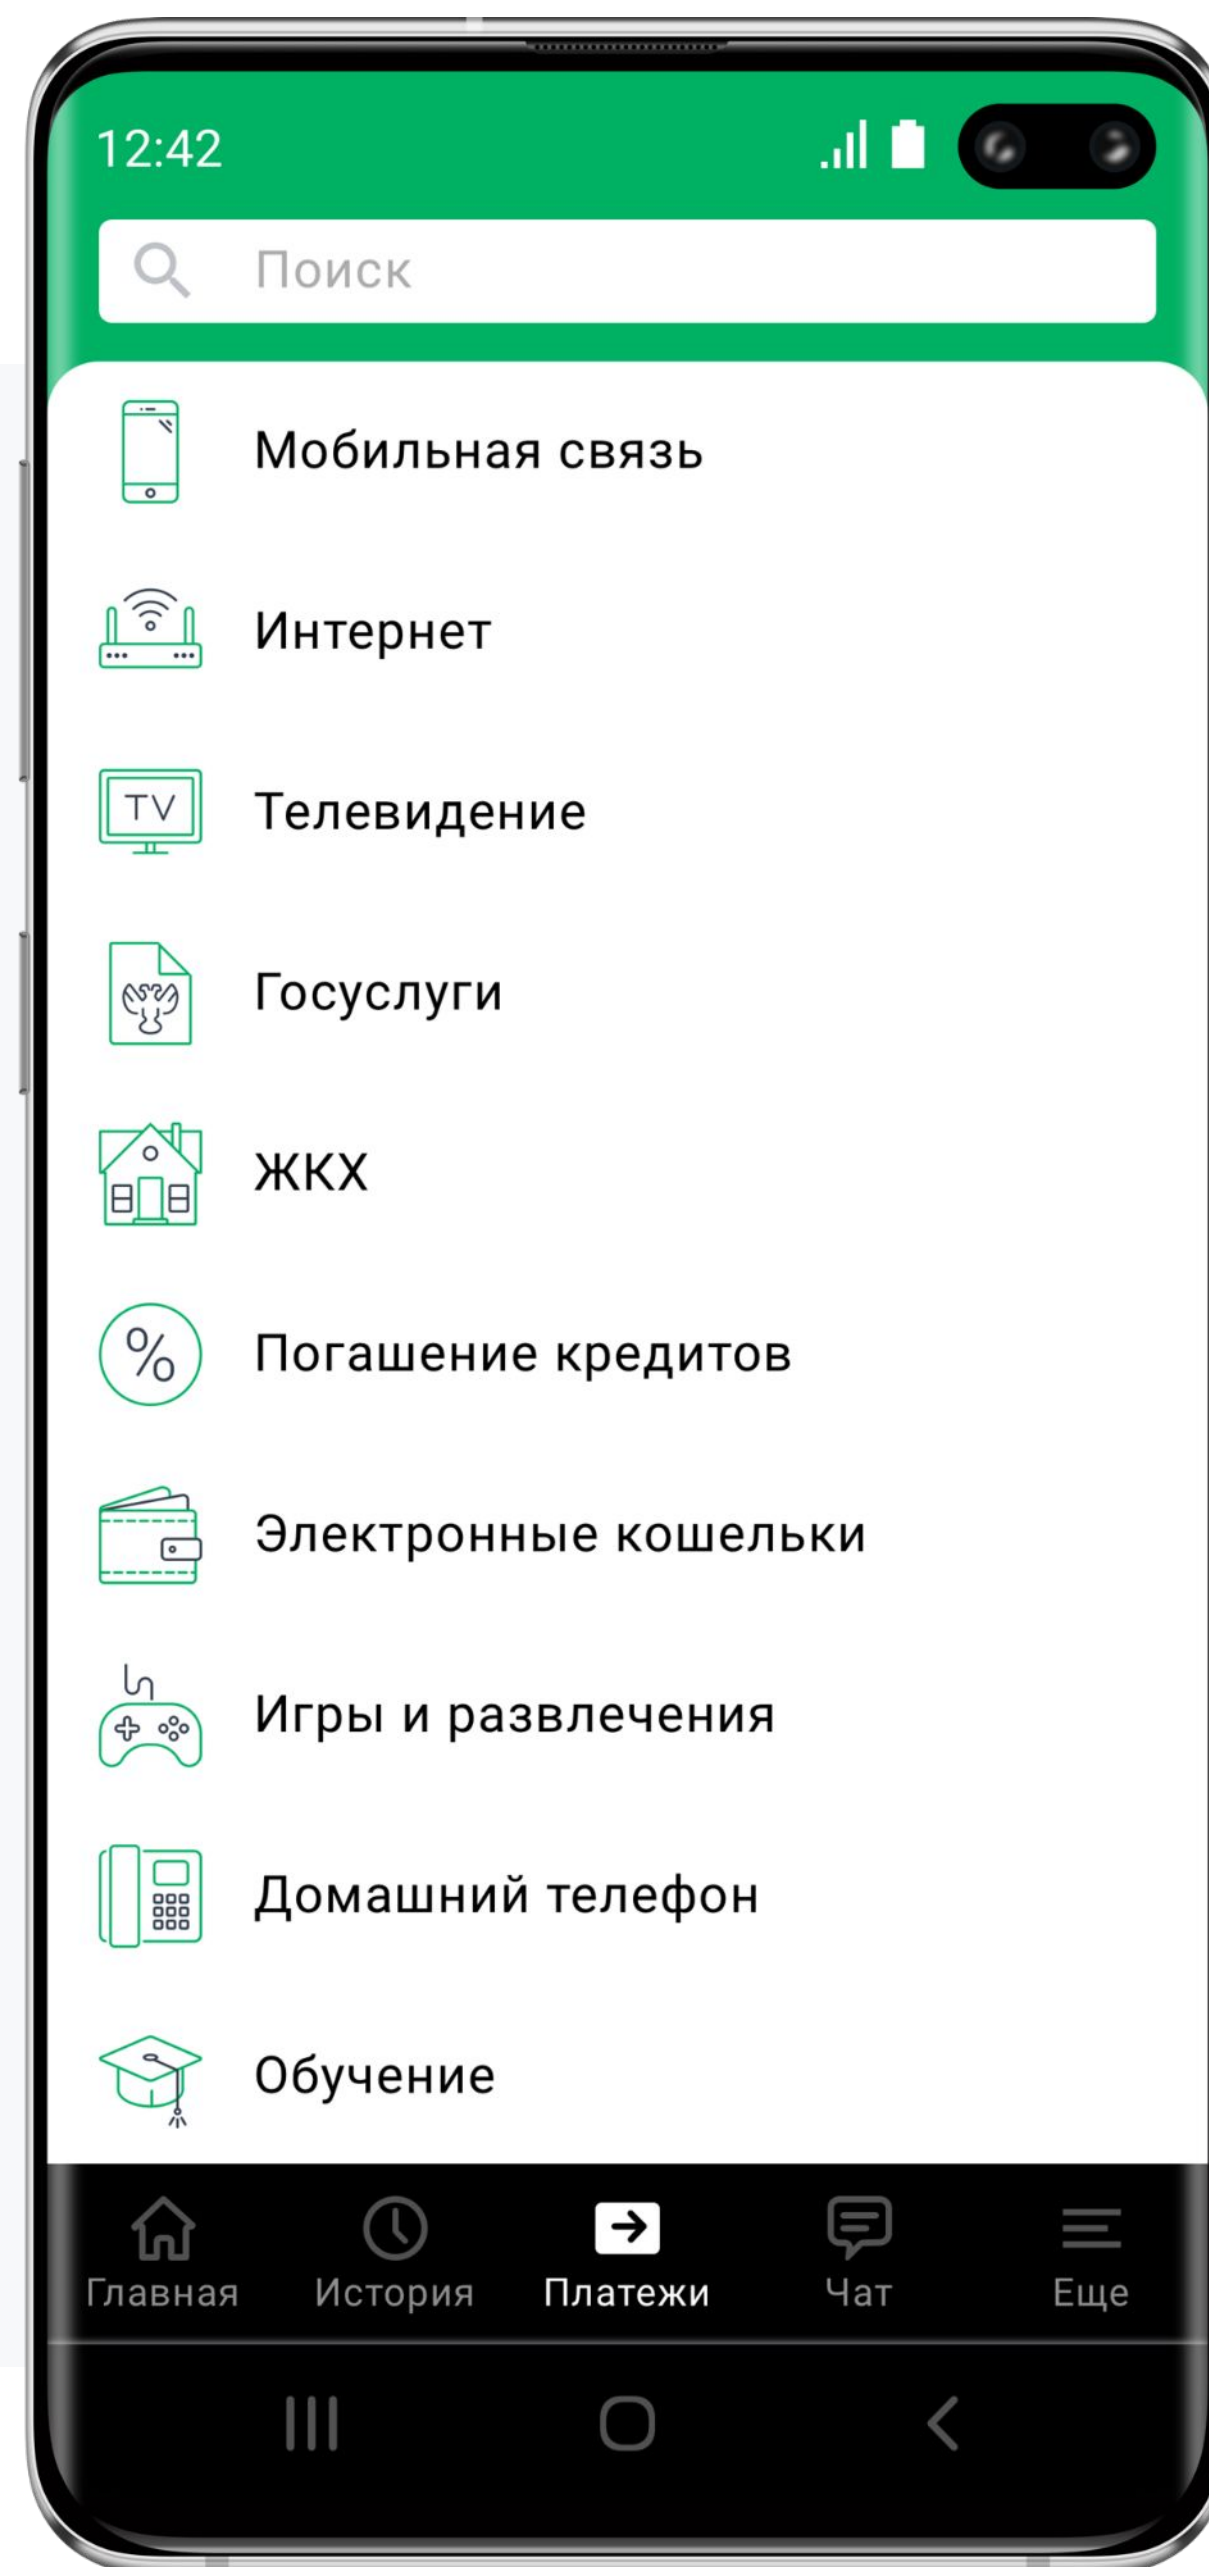 12:42
Поиск
Мобильная связь
Интернет
TV
Телевидение
Госуслуги
ЖКХ
%
Погашение кредитов
Электронные кошельки
Игры и развлечения
Домашний телефон
Обучение
Главная История Платежи Чат Еще